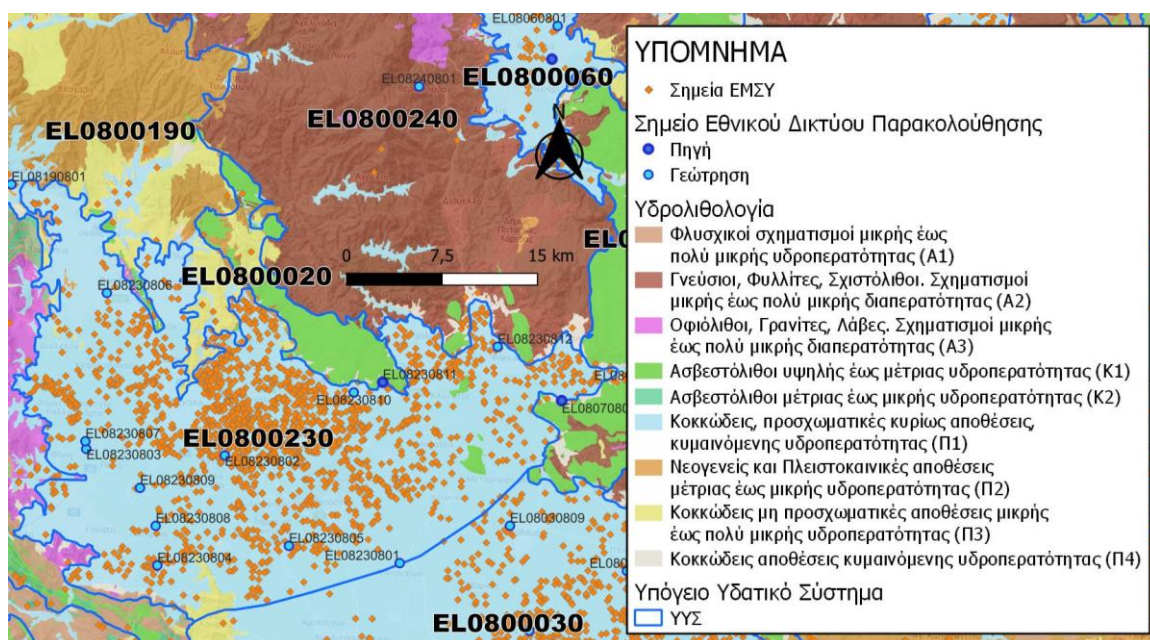 EL08060801
EL0800060
EL08240801
EL0800240
EL0800190
EL08190801
N
0 7,5 15 km
EL0800020
EL08230806
EL08230812
EL08230811
EL08230810
EL0807080
EL08230807
EL08230803
EL0800230
EL08230802
EL08230809
EL08230808
EL08030809
EL08230805
EL08230804
EL08230801
EL0800030
ΥΠΟΜΝΗΜΑ
Σημεία ΕΜΣΥ
Σημείο Εθνικού Δικτύου Παρακολούθησης
Πηγή
Γεώτρηση
Υδρολιθολογία
Φλυσχικοί σχηματισμοί μικρής έως
πολύ μικρής υδροπερατότητας (Α1)
Γνεύσιοι, Φυλλίτες, Σχιστόλιθοι. Σχηματισμοί
μικρής έως πολύ μικρής διαπερατότητας (Α2)
Οφιόλιθοι, Γρανίτες, Λάβες. Σχηματισμοί μικρής
έως πολύ μικρής διαπερατότητας (Α3)
Ασβεστόλιθοι υψηλής έως μέτριας υδροπερατότητας (Κ1)
Ασβεστόλιθοι μέτριας έως μικρής υδροπερατότητας (Κ2)
Κοκκώδεις, προσχωματικές κυρίως αποθέσεις,
κυμαινόμενης υδροπερατότητας (Π1)
Νεογενείς και Πλειστοκαινικές αποθέσεις
μέτριας έως μικρής υδροπερατότητας (Π2)
Κοκκώδεις μη προσχωματικές αποθέσεις μικρής
έως πολύ μικρής υδροπερατότητας (Π3)
Κοκκώδεις αποθέσεις κυμαινόμενης υδροπερατότητας (Π4)
Υπόγειο Υδατικό Σύστημα
ΥΥΣ